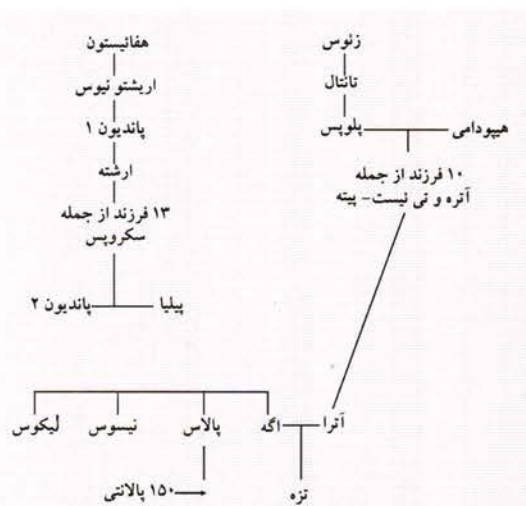 زئوس
تانتال
هیپودامی پلوپس
۱۰ فرزند از جمله
آتره و تی نیست- پیته
هفائیستون
اریشتو نیوس
پاندیون ۱
ارشته
۱۳ فرزند از جمله
سکروپس
پیلیا پاندیون ۲
آترا اگه پالاس نیسوس لیکوس
تزه
۱۵۰ پالانتی